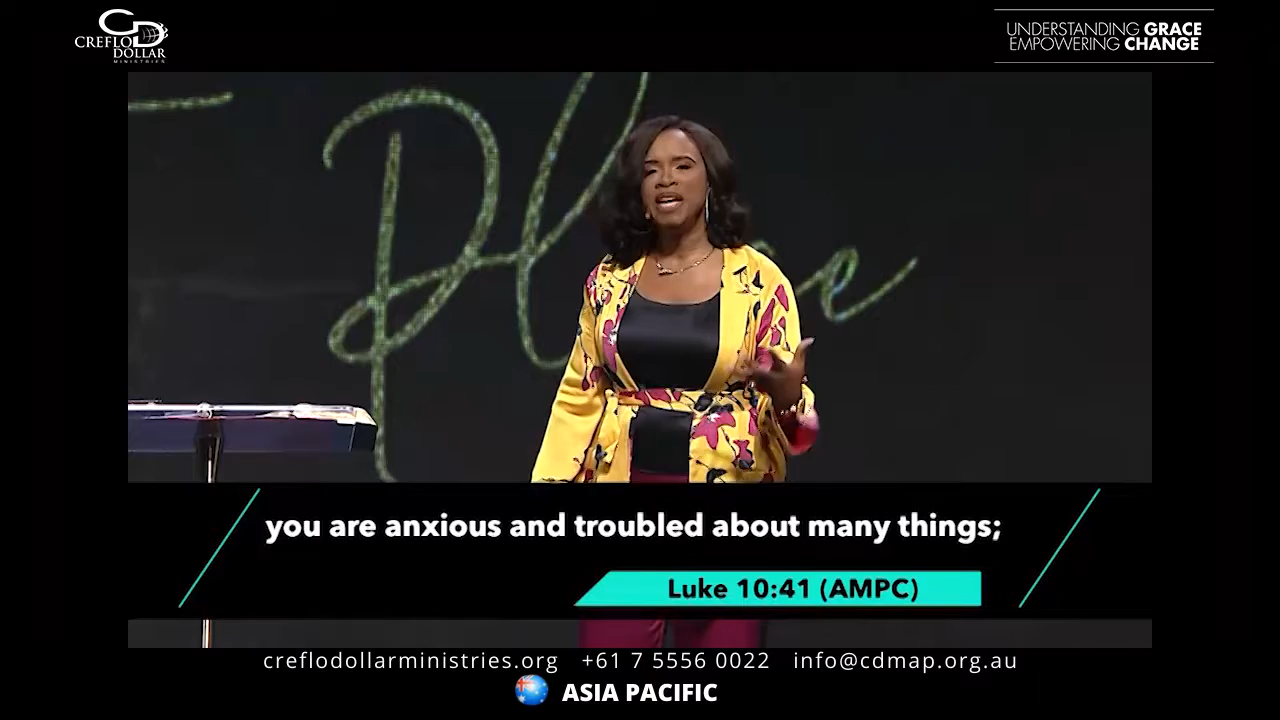 CREFLO
DOLLAR
MINISTRIES
UNDERSTANDING GRACE
EMPOWERING CHANGE
you are anxious and troubled about many things;
Luke 10:41 (AMPC)
creflodollarministries.org +61 7 5556 0022 info@cdmap.org.au
ASIA PACIFIC